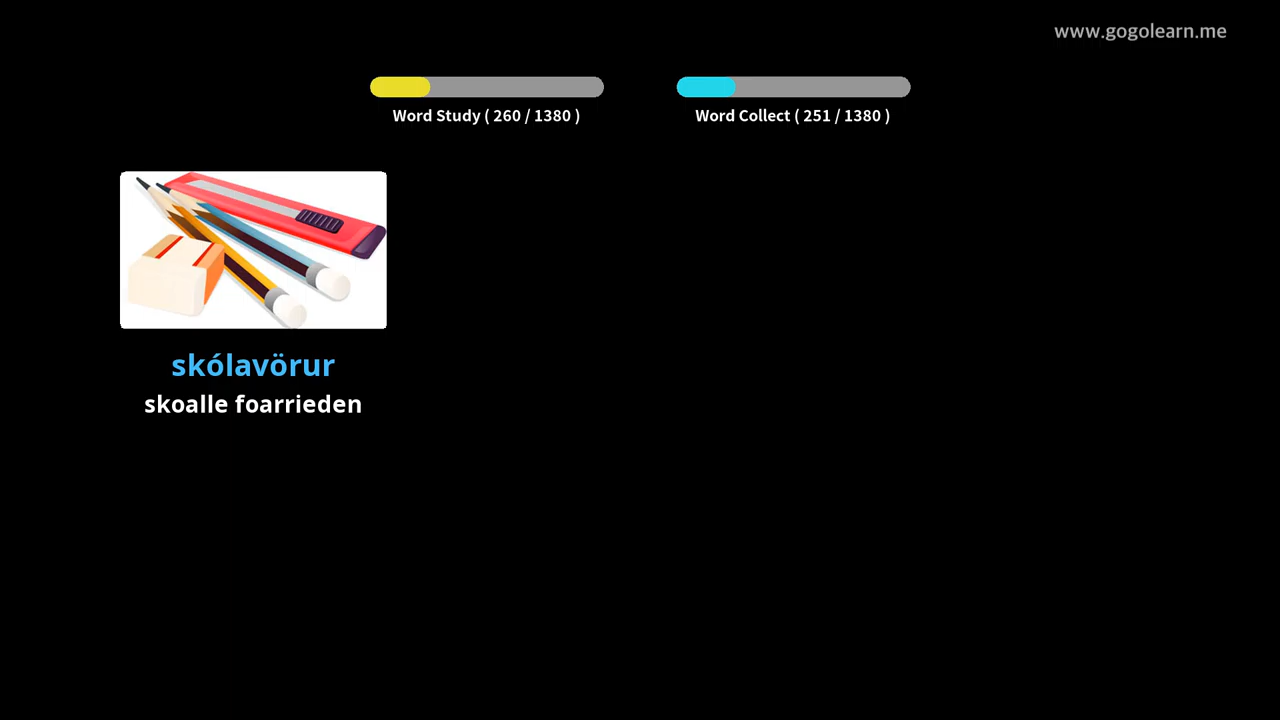 www.gogolearn.me
Word Study ( 260 / 1380 )
Word Collect ( 251 / 1380 )
skólavörur
skoalle foarrieden